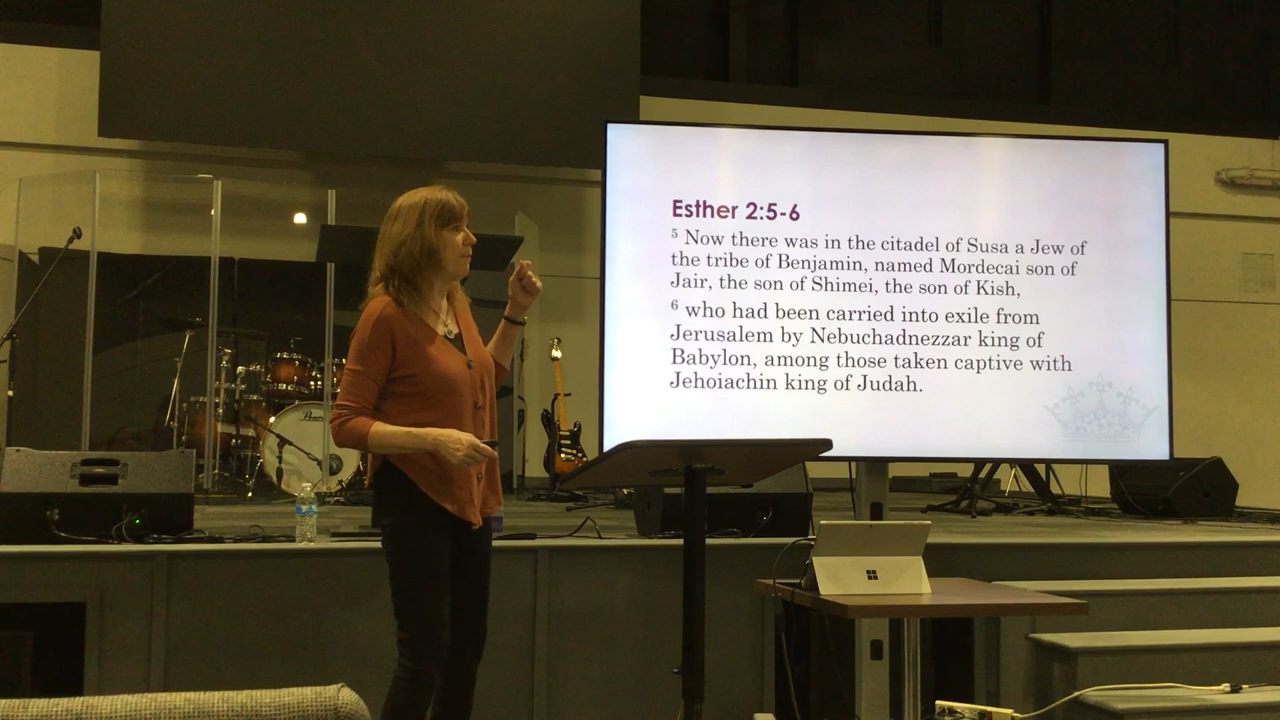 Esther 2:5-6
5 Now there was in the citadel of Susa a Jew of
the tribe of Benjamin, named Mordecai son of
Jair, the son of Shimei, the son of Kish,
6 who had been carried into exile from
Jerusalem by Nebuchadnezzar king of
Babylon, among those taken captive with
Jehoiachin king of Judah.
Pearl